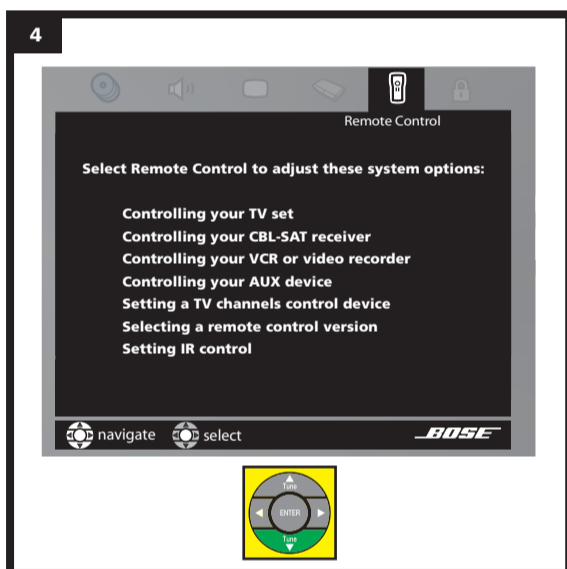 4
Remote Control
Select Remote Control to adjust these system options:
Controlling your TV set
Controlling your CBL-SAT receiver
Controlling your VCR or video recorder
Controlling your AUX device
Setting a TV channels control device
Selecting a remote control version
Setting IR control
navigate select BOSE
Tune
ENTER
Tune